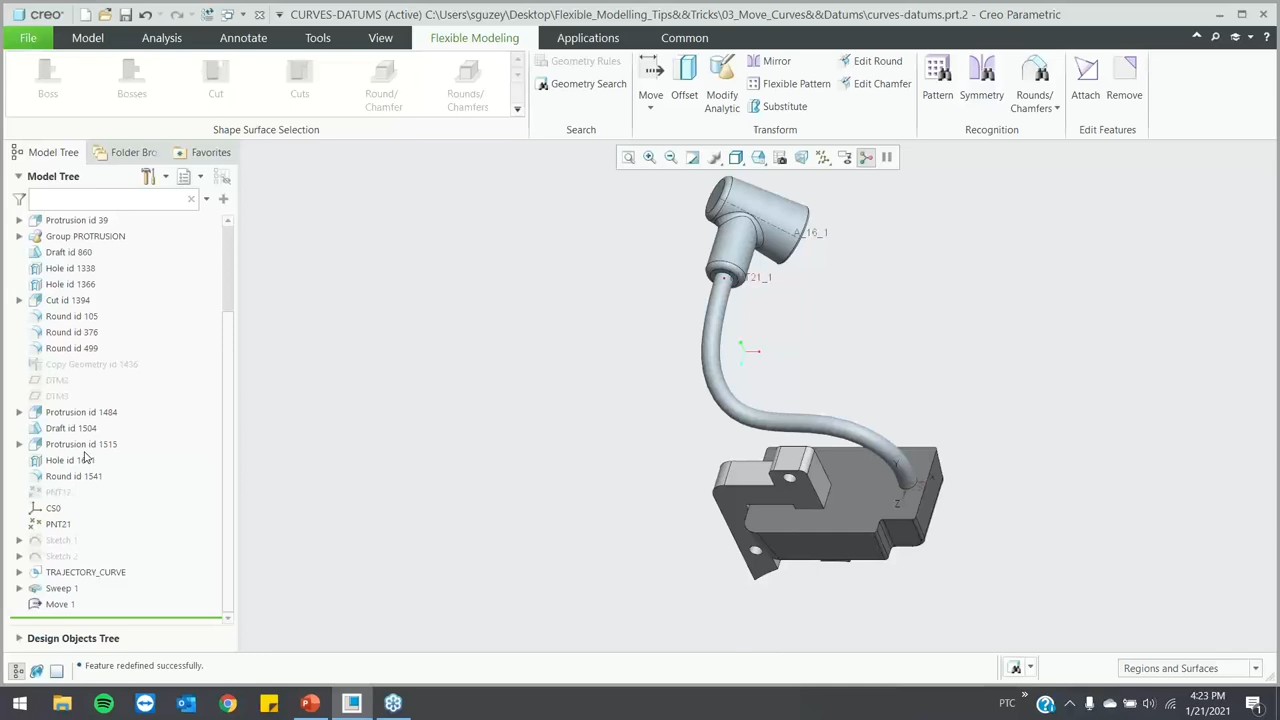 creo CURVES-DATUMS (Active) C:\Users\sguzey\Desktop\Flexible_Modelling_Tips&&Tricks\03_Move_Curves&&Datums\curves-datums.prt.2 - Creo Parametric
File Model Analysis Annotate Tools View Flexible Modeling Applications Common
Boss Bosses Cut Cuts Round/ Chamfer Rounds/ Chamfers
Shape Surface Selection
Geometry Rules
Geometry Search
Search
Move Offset Modify Analytic
Mirror
Flexible Pattern
Substitute
Edit Round
Edit Chamfer
Transform
Pattern Symmetry Rounds/ Chamfers
Recognition
Attach Remove
Edit Features
Model Tree Folder Bro Favorites
Model Tree
Protrusion id 39
Group PROTRUSION
Draft id 860
Hole id 1338
Hole id 1366
Cut id 1394
Round id 105
Round id 376
Round id 499
Copy Geometry id 1436
DTM2
DTM3
Protrusion id 1484
Draft id 1504
Protrusion id 1515
Hole id
Round id 1541
CS0
PNT21
Sketch 1
Sketch 2
TRAJECTORY_CURVE
Sweep 1
Move 1
Design Objects Tree
A_16_1
T21_1
Z
Feature redefined successfully.
Regions and Surfaces
PTC
4:23 PM
1/21/2021